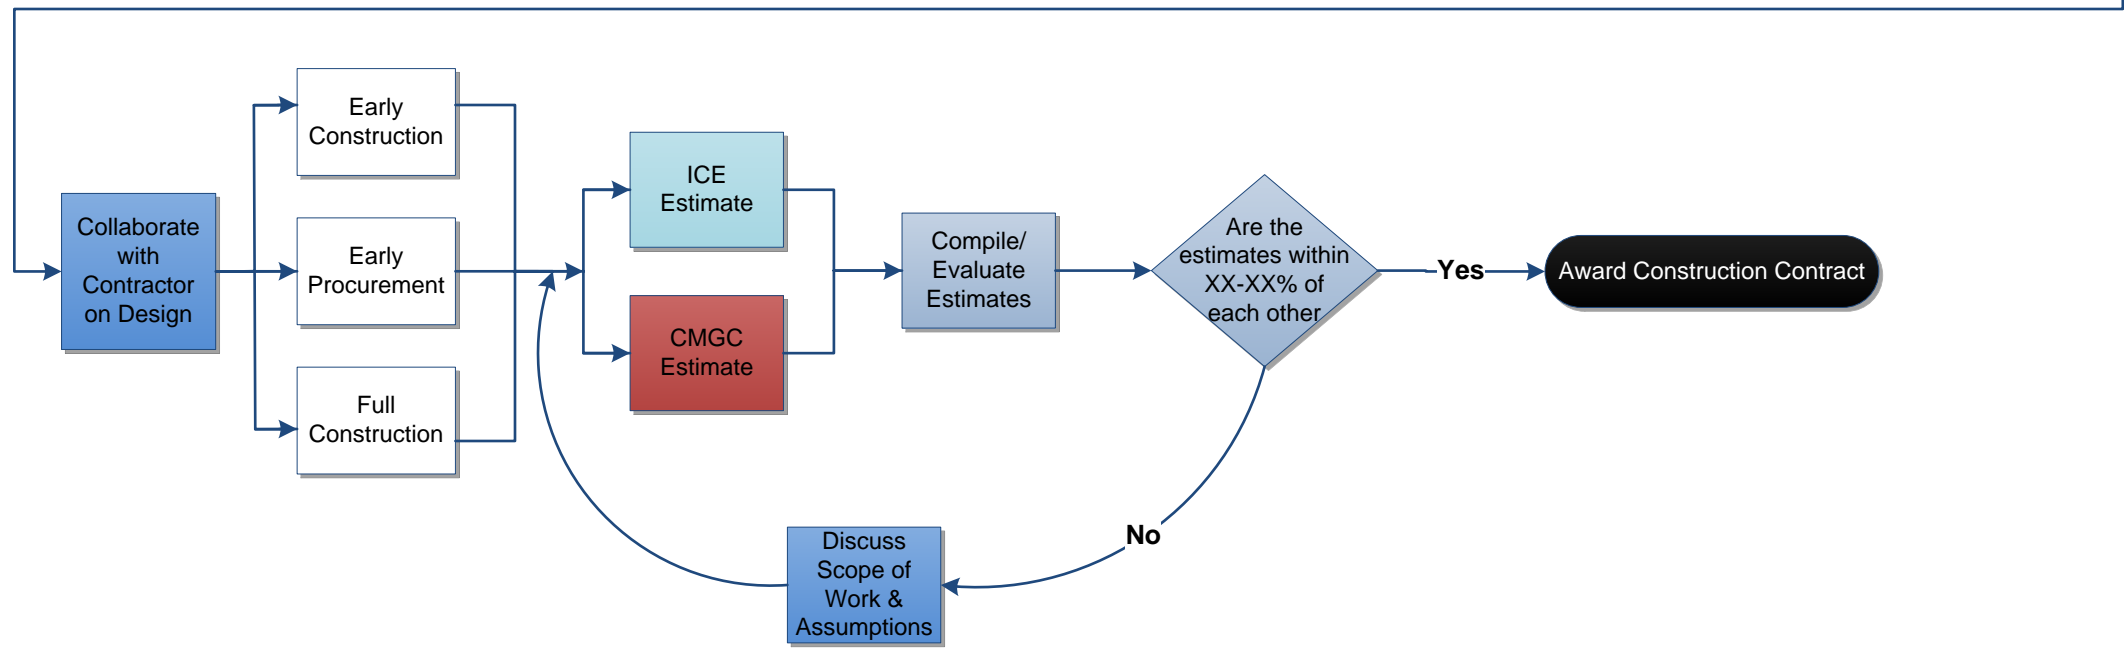 Collaborate
with
Contractor
on Design
Early
Construction
Early
Procurement
Full
Construction
ICE
Estimate
CMGC
Estimate
Compile/
Evaluate
Estimates
Are the
estimates within
XX-XX% of
each other
Yes
Award Construction Contract
No
Discuss
Scope of
Work &
Assumptions